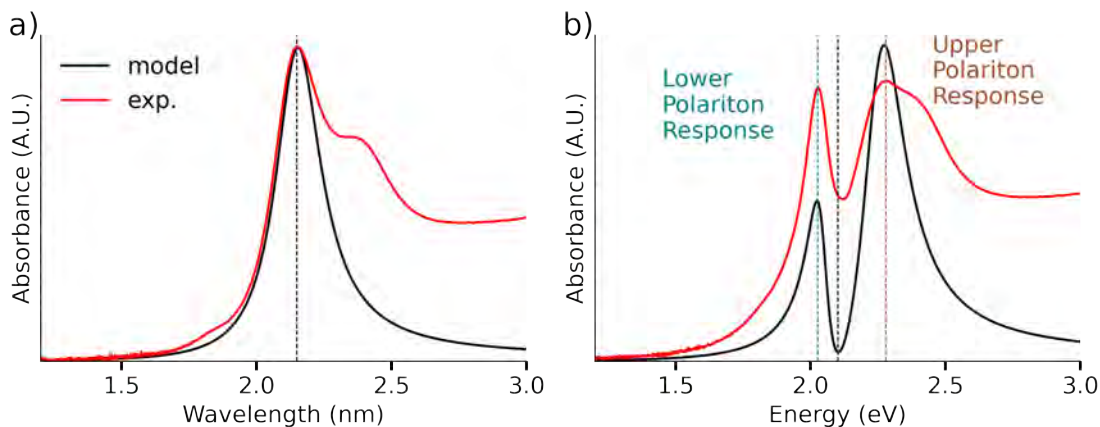 a)
model
exp.
Absorbance (A.U.)
1.5 2.0 2.5 3.0
Wavelength (nm)
b)
Lower
Polariton
Response
Upper
Polariton
Response
Absorbance (A.U.)
1.5 2.0 2.5 3.0
Energy (eV)